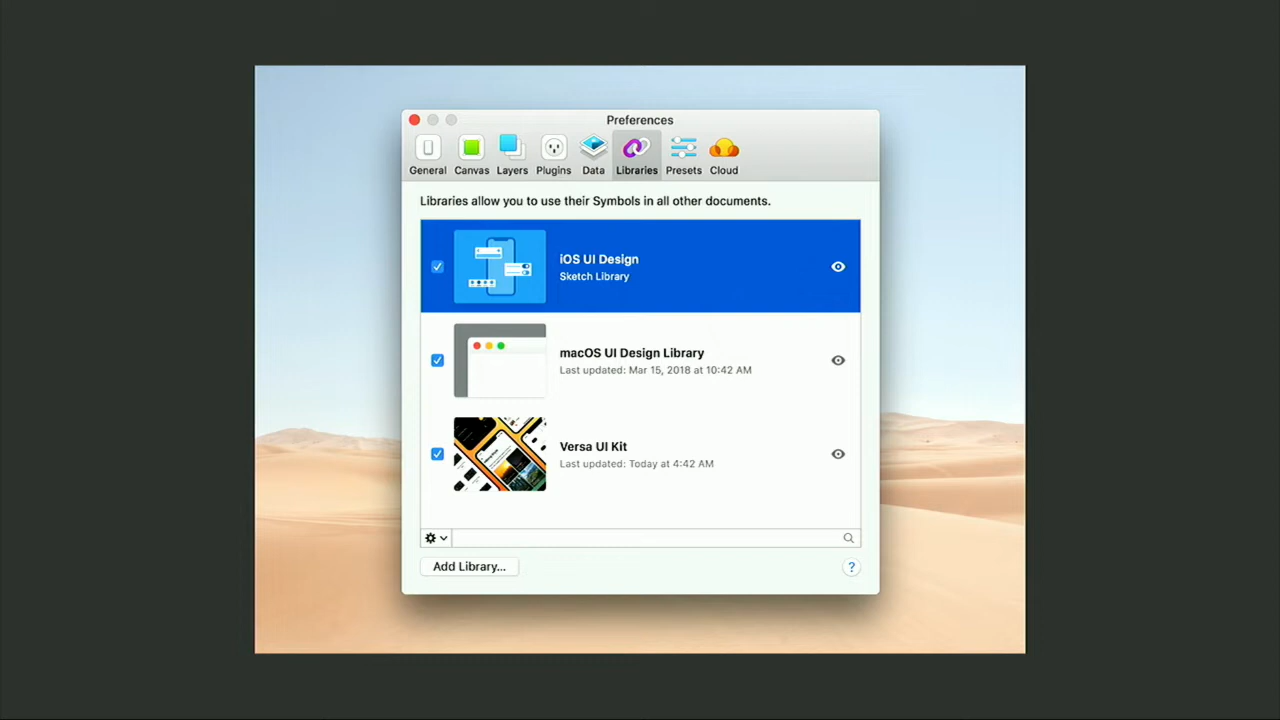 Preferences
General Canvas Layers Plugins Data Libraries Presets Cloud
Libraries allow you to use their Symbols in all other documents.
iOS UI Design
Sketch Library
macOS UI Design Library
Last updated: Mar 15, 2018 at 10:42 AM
Versa UI Kit
Last updated: Today at 4:42 AM
Add Library...
?